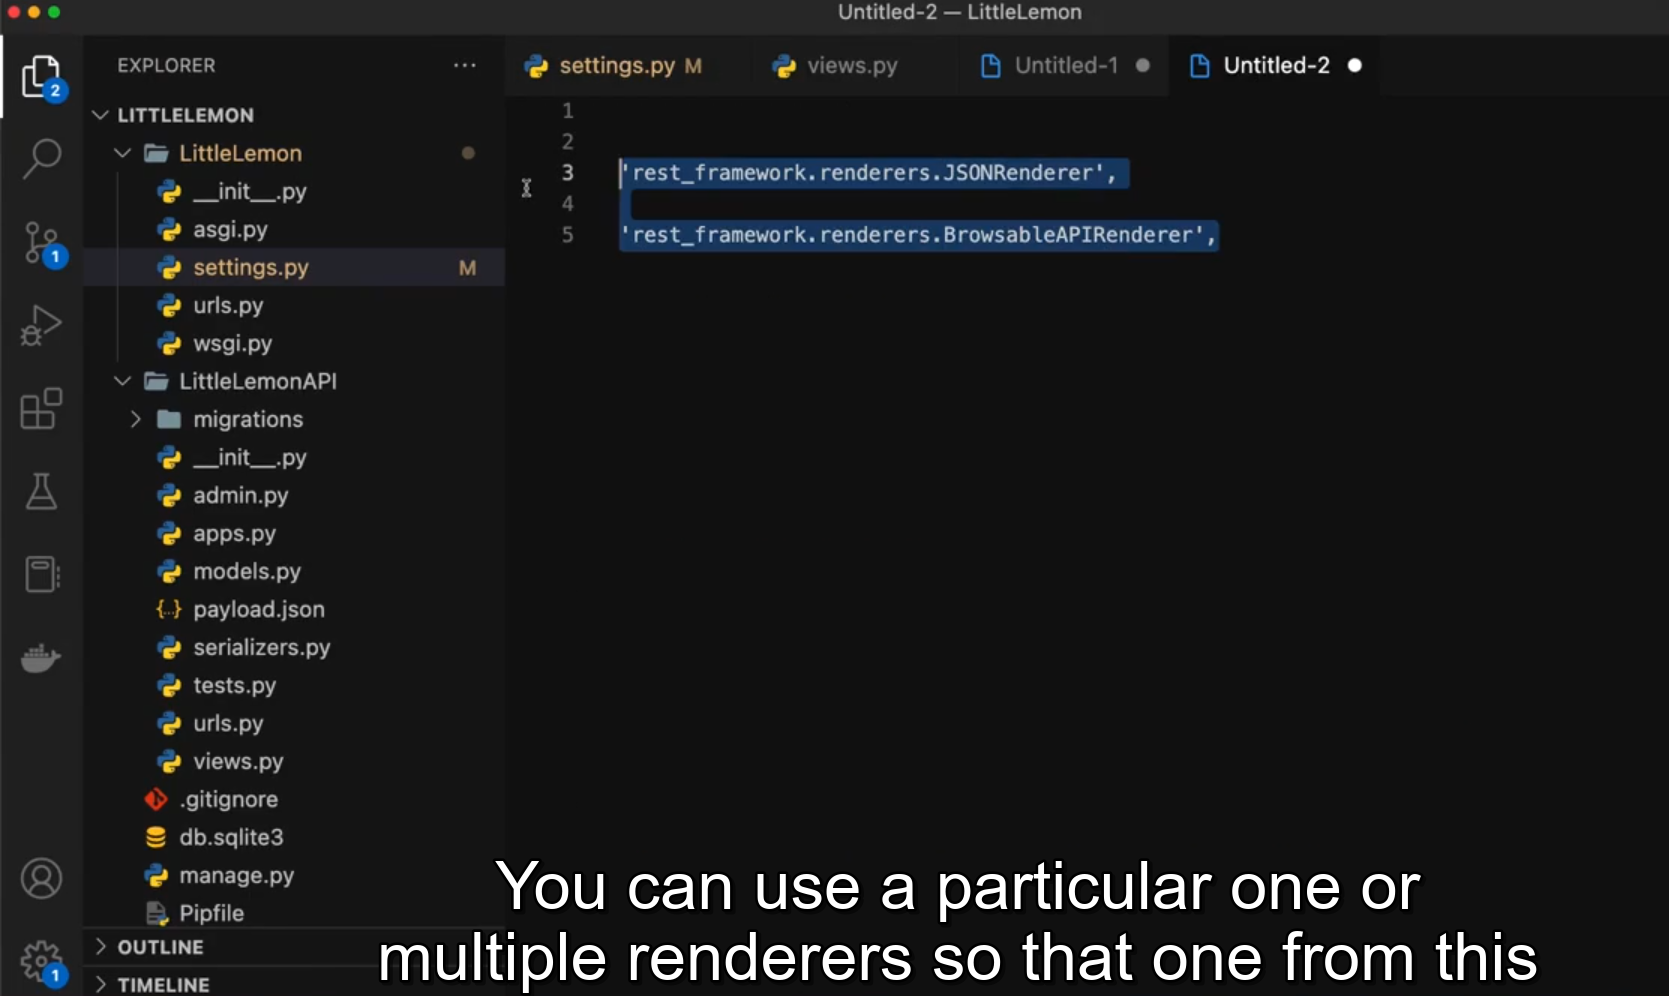 Untitled-2 — LittleLemon
EXPLORER
settings.py M
views.py
Untitled-1
Untitled-2
2
LITTLELEMON
LittleLemon
__init__.py
asgi.py
1
settings.py M
urls.py
wsgi.py
LittleLemonAPI
migrations
__init__.py
admin.py
apps.py
models.py
{..} payload.json
serializers.py
tests.py
urls.py
views.py
.gitignore
db.sqlite3
manage.py
Pipfile
OUTLINE
1
TIMELINE
1
2
3 'rest_framework.renderers.JSONRenderer',
4
5 'rest_framework.renderers.BrowsableAPIRenderer',
You can use a particular one or
multiple renderers so that one from this